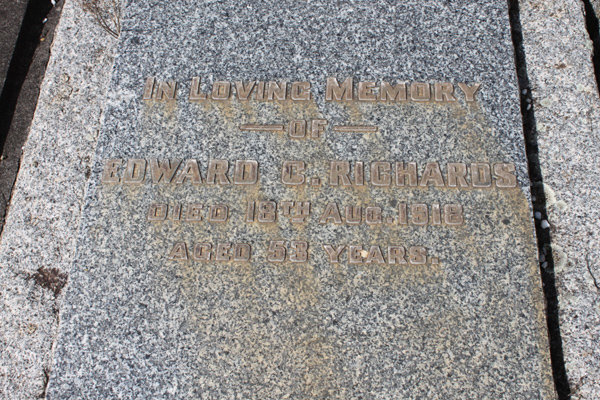 IN LOVING MEMORY
OF
EDWARD C. RICHARDS
DIED 18TH AUG. 1918
AGED 53 YEARS.